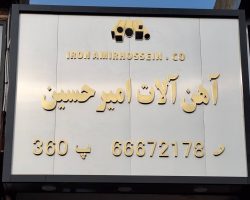 IRON AMIRHOSSEIN . CO
آهن آلات امیرحسین
پ 360 66672178 ر